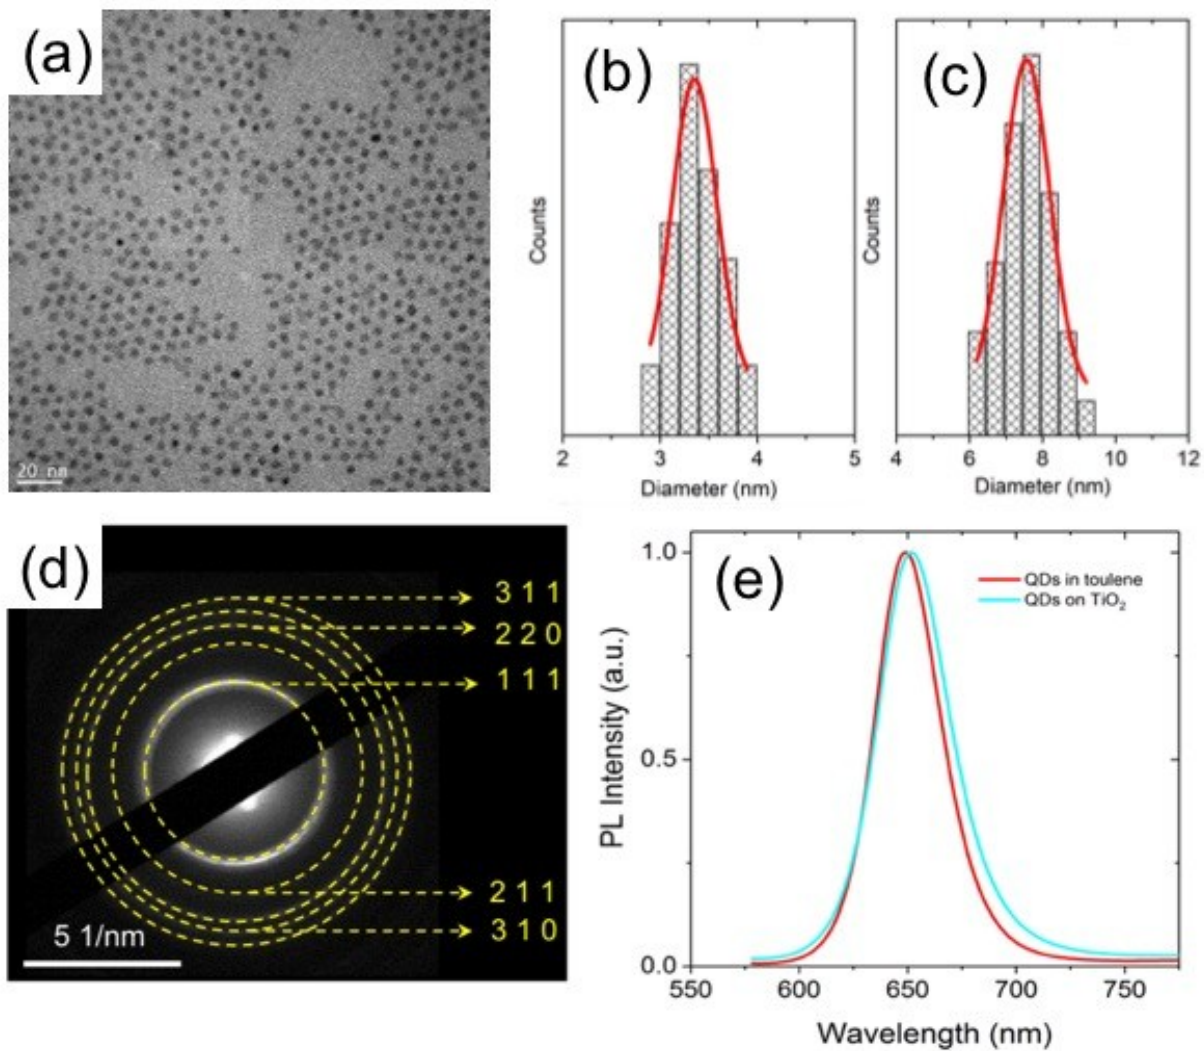 (a)
20 nm
(b)
Counts
2 3 4 5
Diameter (nm)
(c)
Counts
4 6 8 10 12
Diameter (nm)
(d)
3 1 1
2 2 0
1 1 1
2 1 1
3 1 0
5 1/nm
(e)
QDs in toulene
QDs on TiO₂
PL Intensity (a.u.)
1.0
0.5
0.0
550 600 650 700 750
Wavelength (nm)